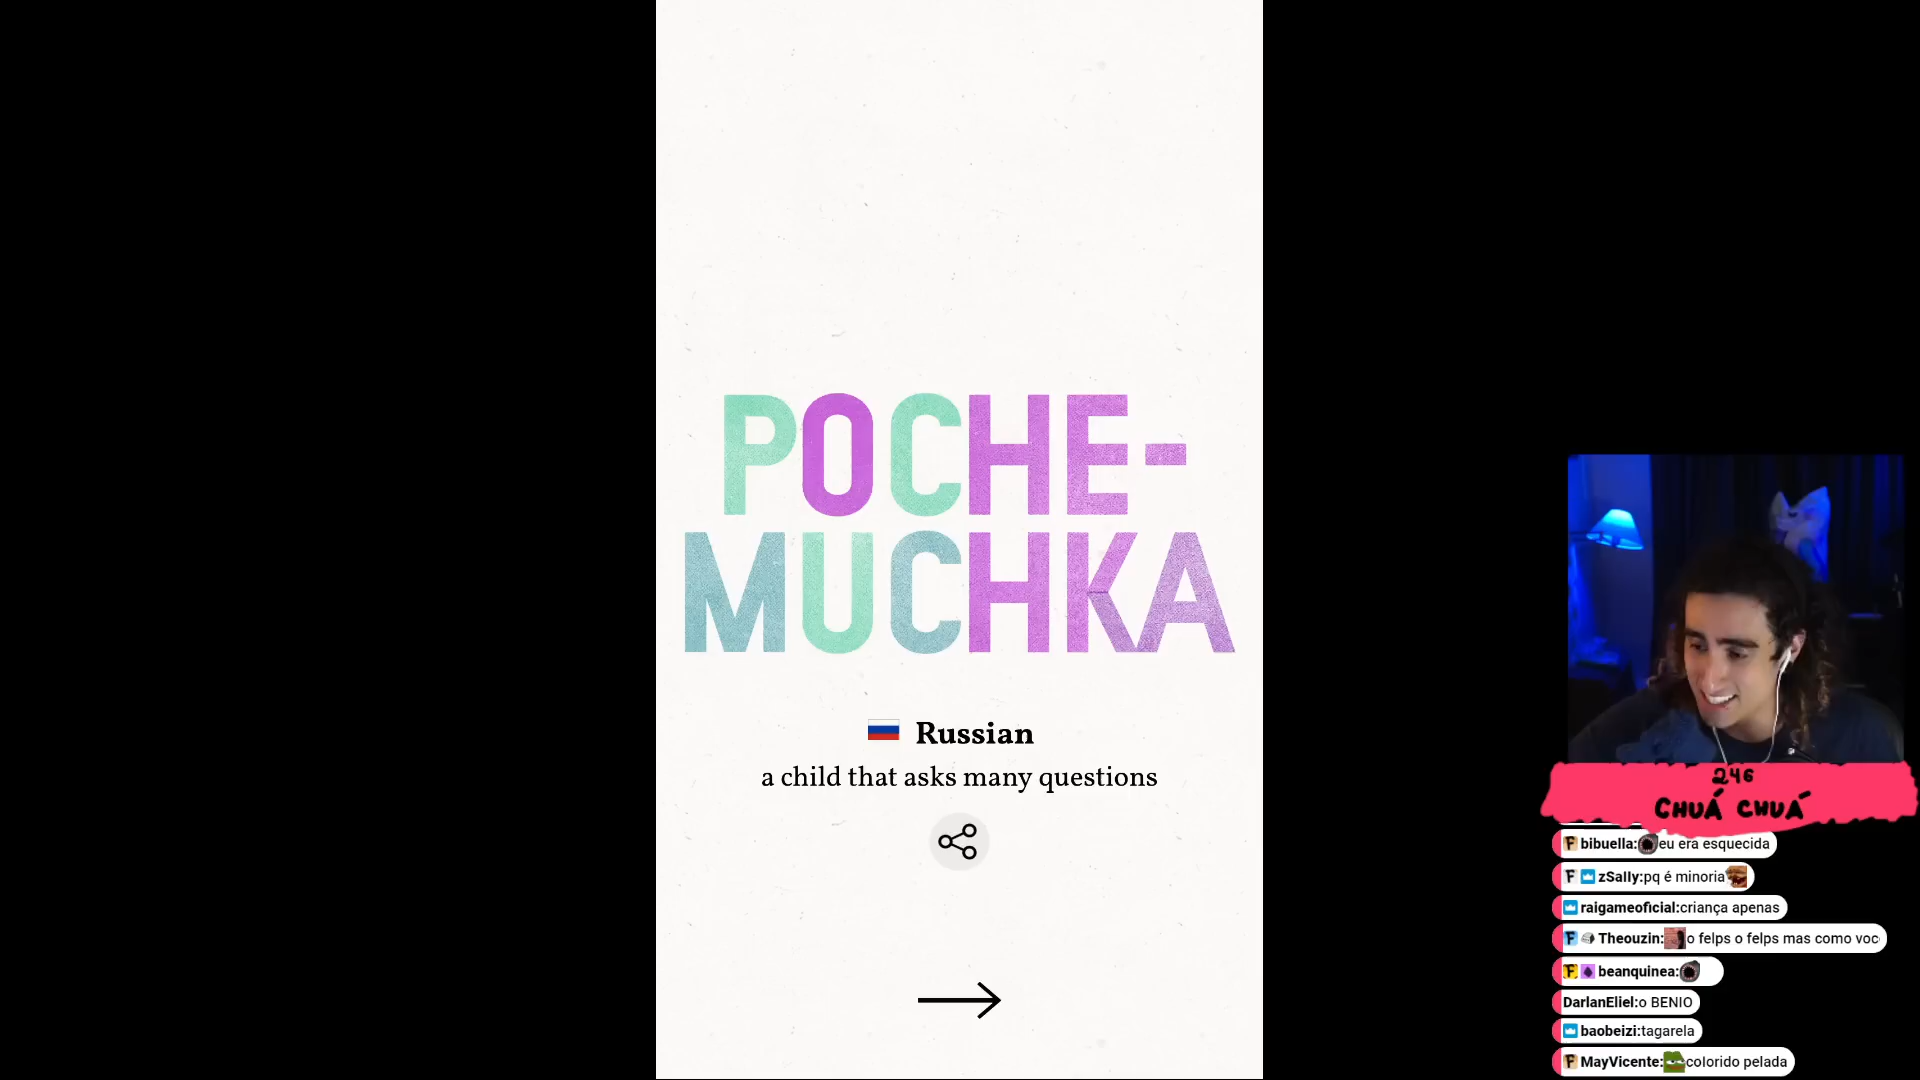 POCHE-
MUCHKA
Russian
a child that asks many questions
246
CHUÁ CHUÁ
bibuella: eu era esquecida
zSally: pq é minoria
raigameoficial: criança apenas
Theouzin: o felps o felps mas como voc
beanquinea:
DarlanEliel: o BENIO
baobeizi: tagarela
MayVicente: colorido pelada